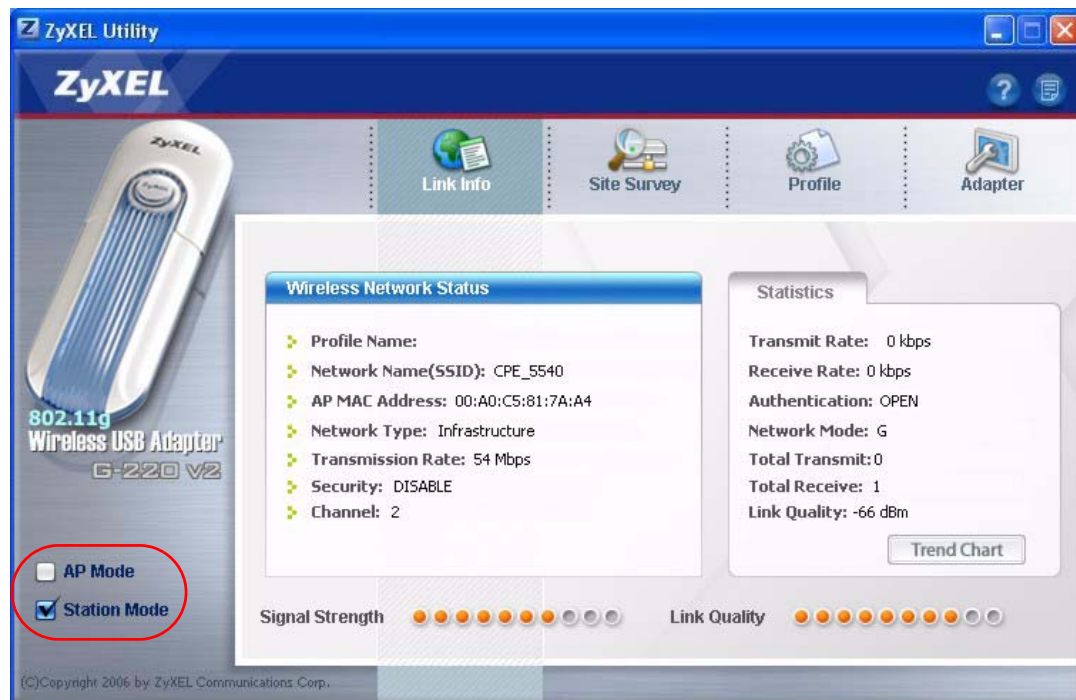 ZyXEL Utility
ZyXEL
ZyXEL
ZyXEL
Link Info
Site Survey
Profile
Adapter
802.11g
Wireless USB Adapter
G-220 V2
AP Mode
Station Mode
Wireless Network Status
Profile Name:
Network Name(SSID): CPE_5540
AP MAC Address: 00:A0:C5:81:7A:A4
Network Type: Infrastructure
Transmission Rate: 54 Mbps
Security: DISABLE
Channel: 2
Statistics
Transmit Rate: 0 kbps
Receive Rate: 0 kbps
Authentication: OPEN
Network Mode: G
Total Transmit: 0
Total Receive: 1
Link Quality: -66 dBm
Trend Chart
Signal Strength
Link Quality
(C)Copyright 2006 by ZyXEL Communications Corp.